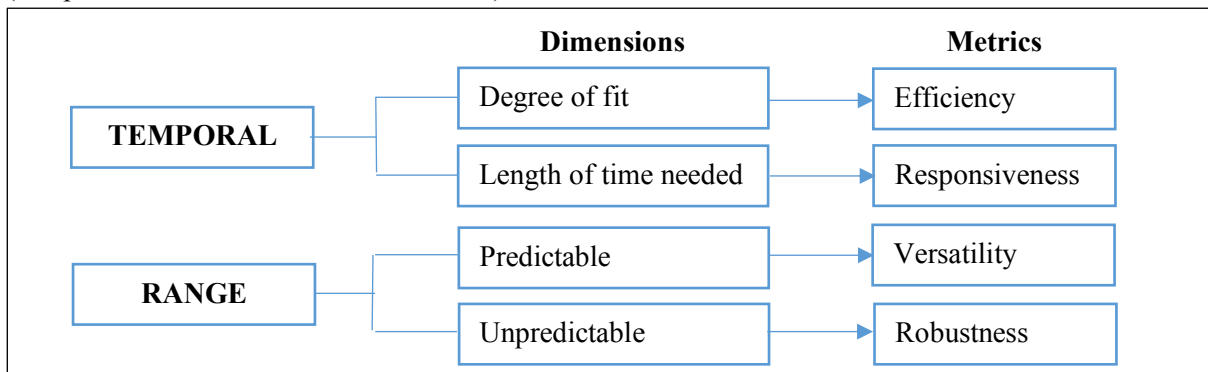 Dimensions Metrics
Degree of fit Efficiency
TEMPORAL
Length of time needed Responsiveness
Predictable Versatility
RANGE
Unpredictable Robustness